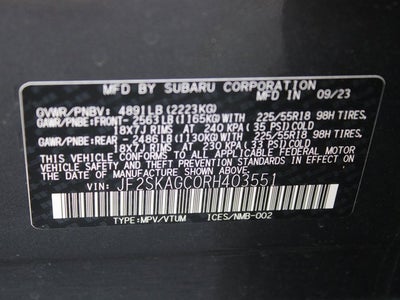 MFD BY SUBARU CORPORATION
MFD IN 09/23
GVWR/PNBV: 4891LB (2223KG)
GAWR/PNBE:FRONT- 2563LB (1165KG)WITH 225/55R18 98H TIRES,
18X7J RIMS AT 240 KPA( 35 PSI)COLD
GAWR/PNBE:REAR -2486LB (1130KG)WITH 225/55R18 98H TIRES,
18X7J RIMS AT 230 KPA( 33 PSI)COLD
THIS VEHICLE CONFORMS TO ALL APPLICABLE FEDERAL MOTOR
VEHICLE SAFETY STANDARDS IN EFFECT ON THE DATE OF
MANUFACTURE SHOWN ABOVE.
VIN: JF2SKAGC0RH403551
TYPE:MPV/VTUM ICES/NMB-002